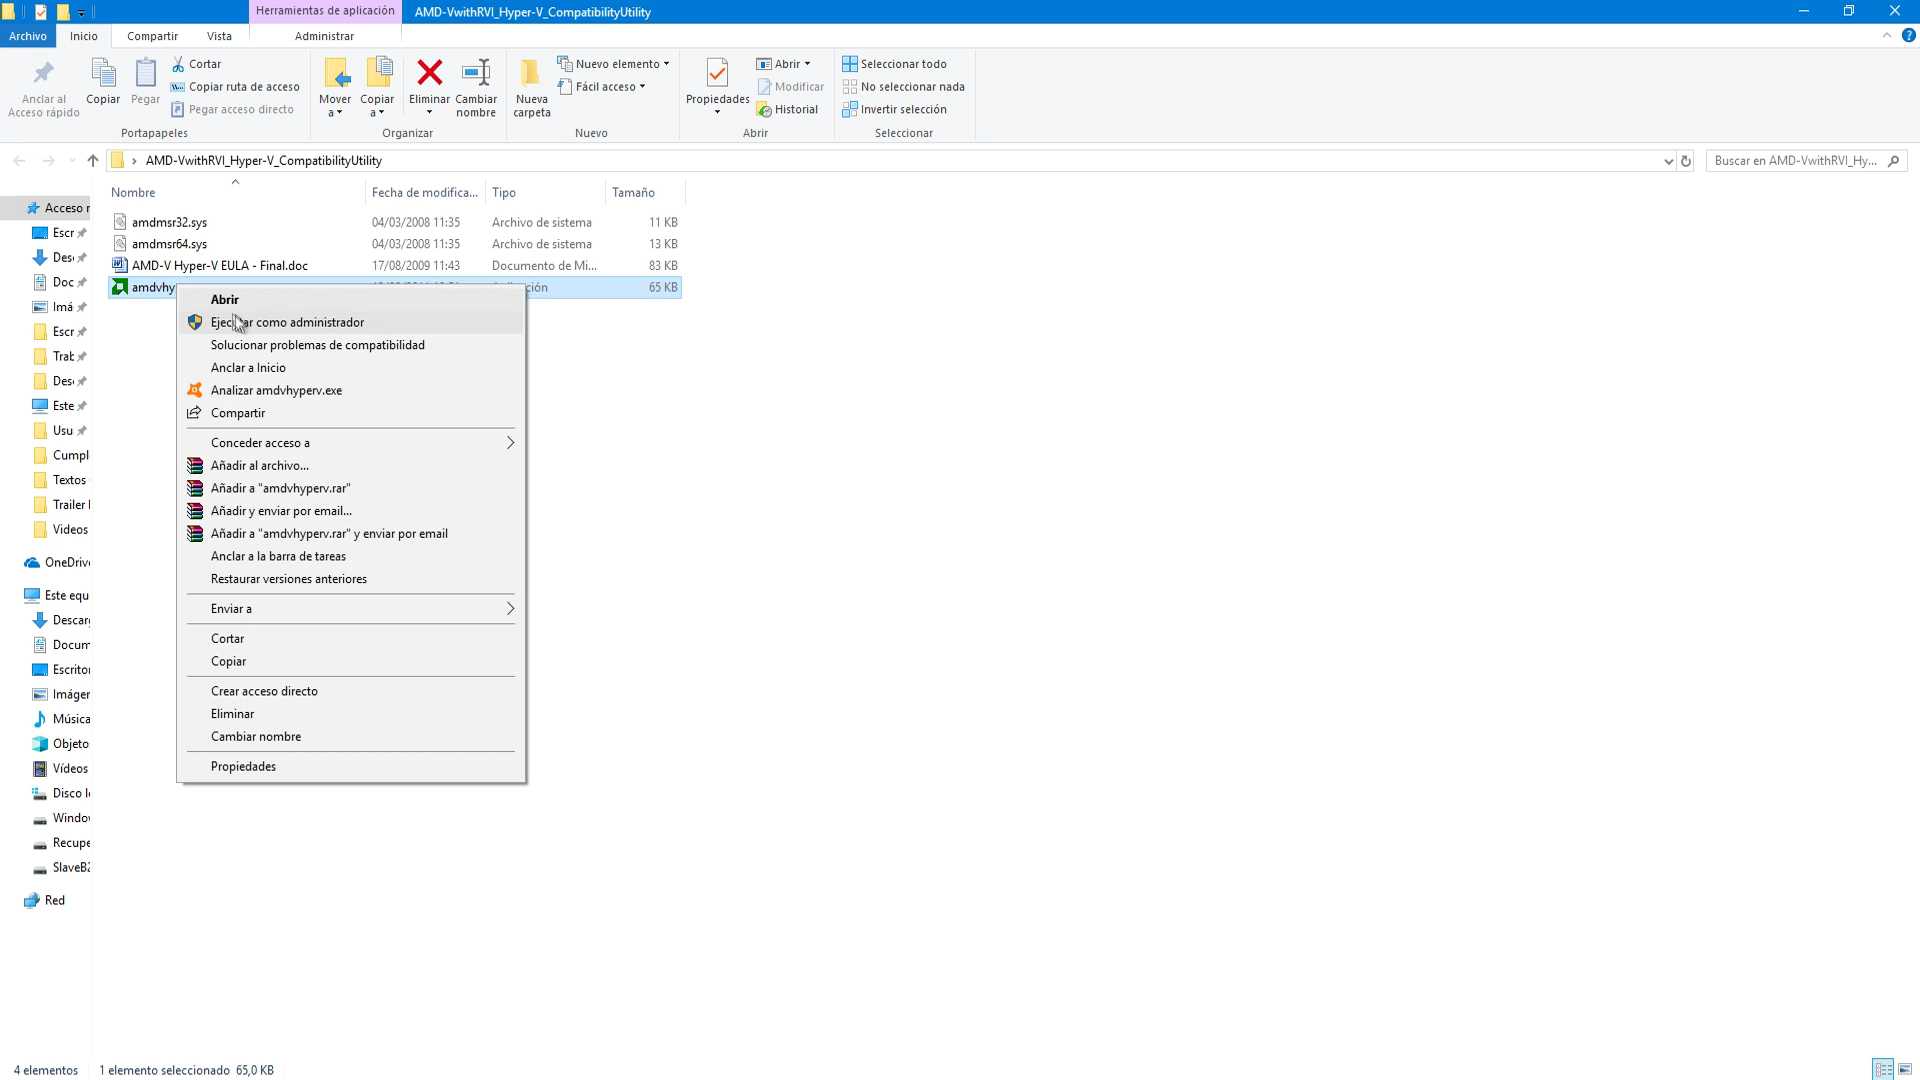 Herramientas de aplicación AMD-VwithRVI_Hyper-V_CompatibilityUtility
Archivo Inicio Compartir Vista Administrar
Anclar al Acceso rápido
Copiar
Pegar
Cortar
Copiar ruta de acceso
Pegar acceso directo
Portapapeles
Mover a
Copiar a
Eliminar
Cambiar nombre
Organizar
Nueva carpeta
Nuevo elemento
Fácil acceso
Nuevo
Propiedades
Abrir
Modificar
Historial
Abrir
Seleccionar todo
No seleccionar nada
Invertir selección
Seleccionar
AMD-VwithRVI_Hyper-V_CompatibilityUtility
Buscar en AMD-VwithRVI_Hy...
Nombre Fecha de modifica... Tipo Tamaño
amdmsr32.sys 04/03/2008 11:35 Archivo de sistema 11 KB
amdmsr64.sys 04/03/2008 11:35 Archivo de sistema 13 KB
AMD-V Hyper-V EULA - Final.doc 17/08/2009 11:43 Documento de Mi... 83 KB
amdvhy 65 KB
Acceso r
Escr
Des
Doc
Imá
Escr
Trab
Des
Este
Usu
Cumpl
Textos
Trailer
Videos
OneDrive
Este equ
Descar
Docum
Escrito
Imágen
Música
Objeto
Vídeos
Disco l
Window
Recupe
SlaveB2
Red
Abrir
Ejecutar como administrador
Solucionar problemas de compatibilidad
Anclar a Inicio
Analizar amdvhyperv.exe
Compartir
Conceder acceso a
Añadir al archivo...
Añadir a "amdvhyperv.rar"
Añadir y enviar por email...
Añadir a "amdvhyperv.rar" y enviar por email
Anclar a la barra de tareas
Restaurar versiones anteriores
Enviar a
Cortar
Copiar
Crear acceso directo
Eliminar
Cambiar nombre
Propiedades
4 elementos 1 elemento seleccionado 65,0 KB